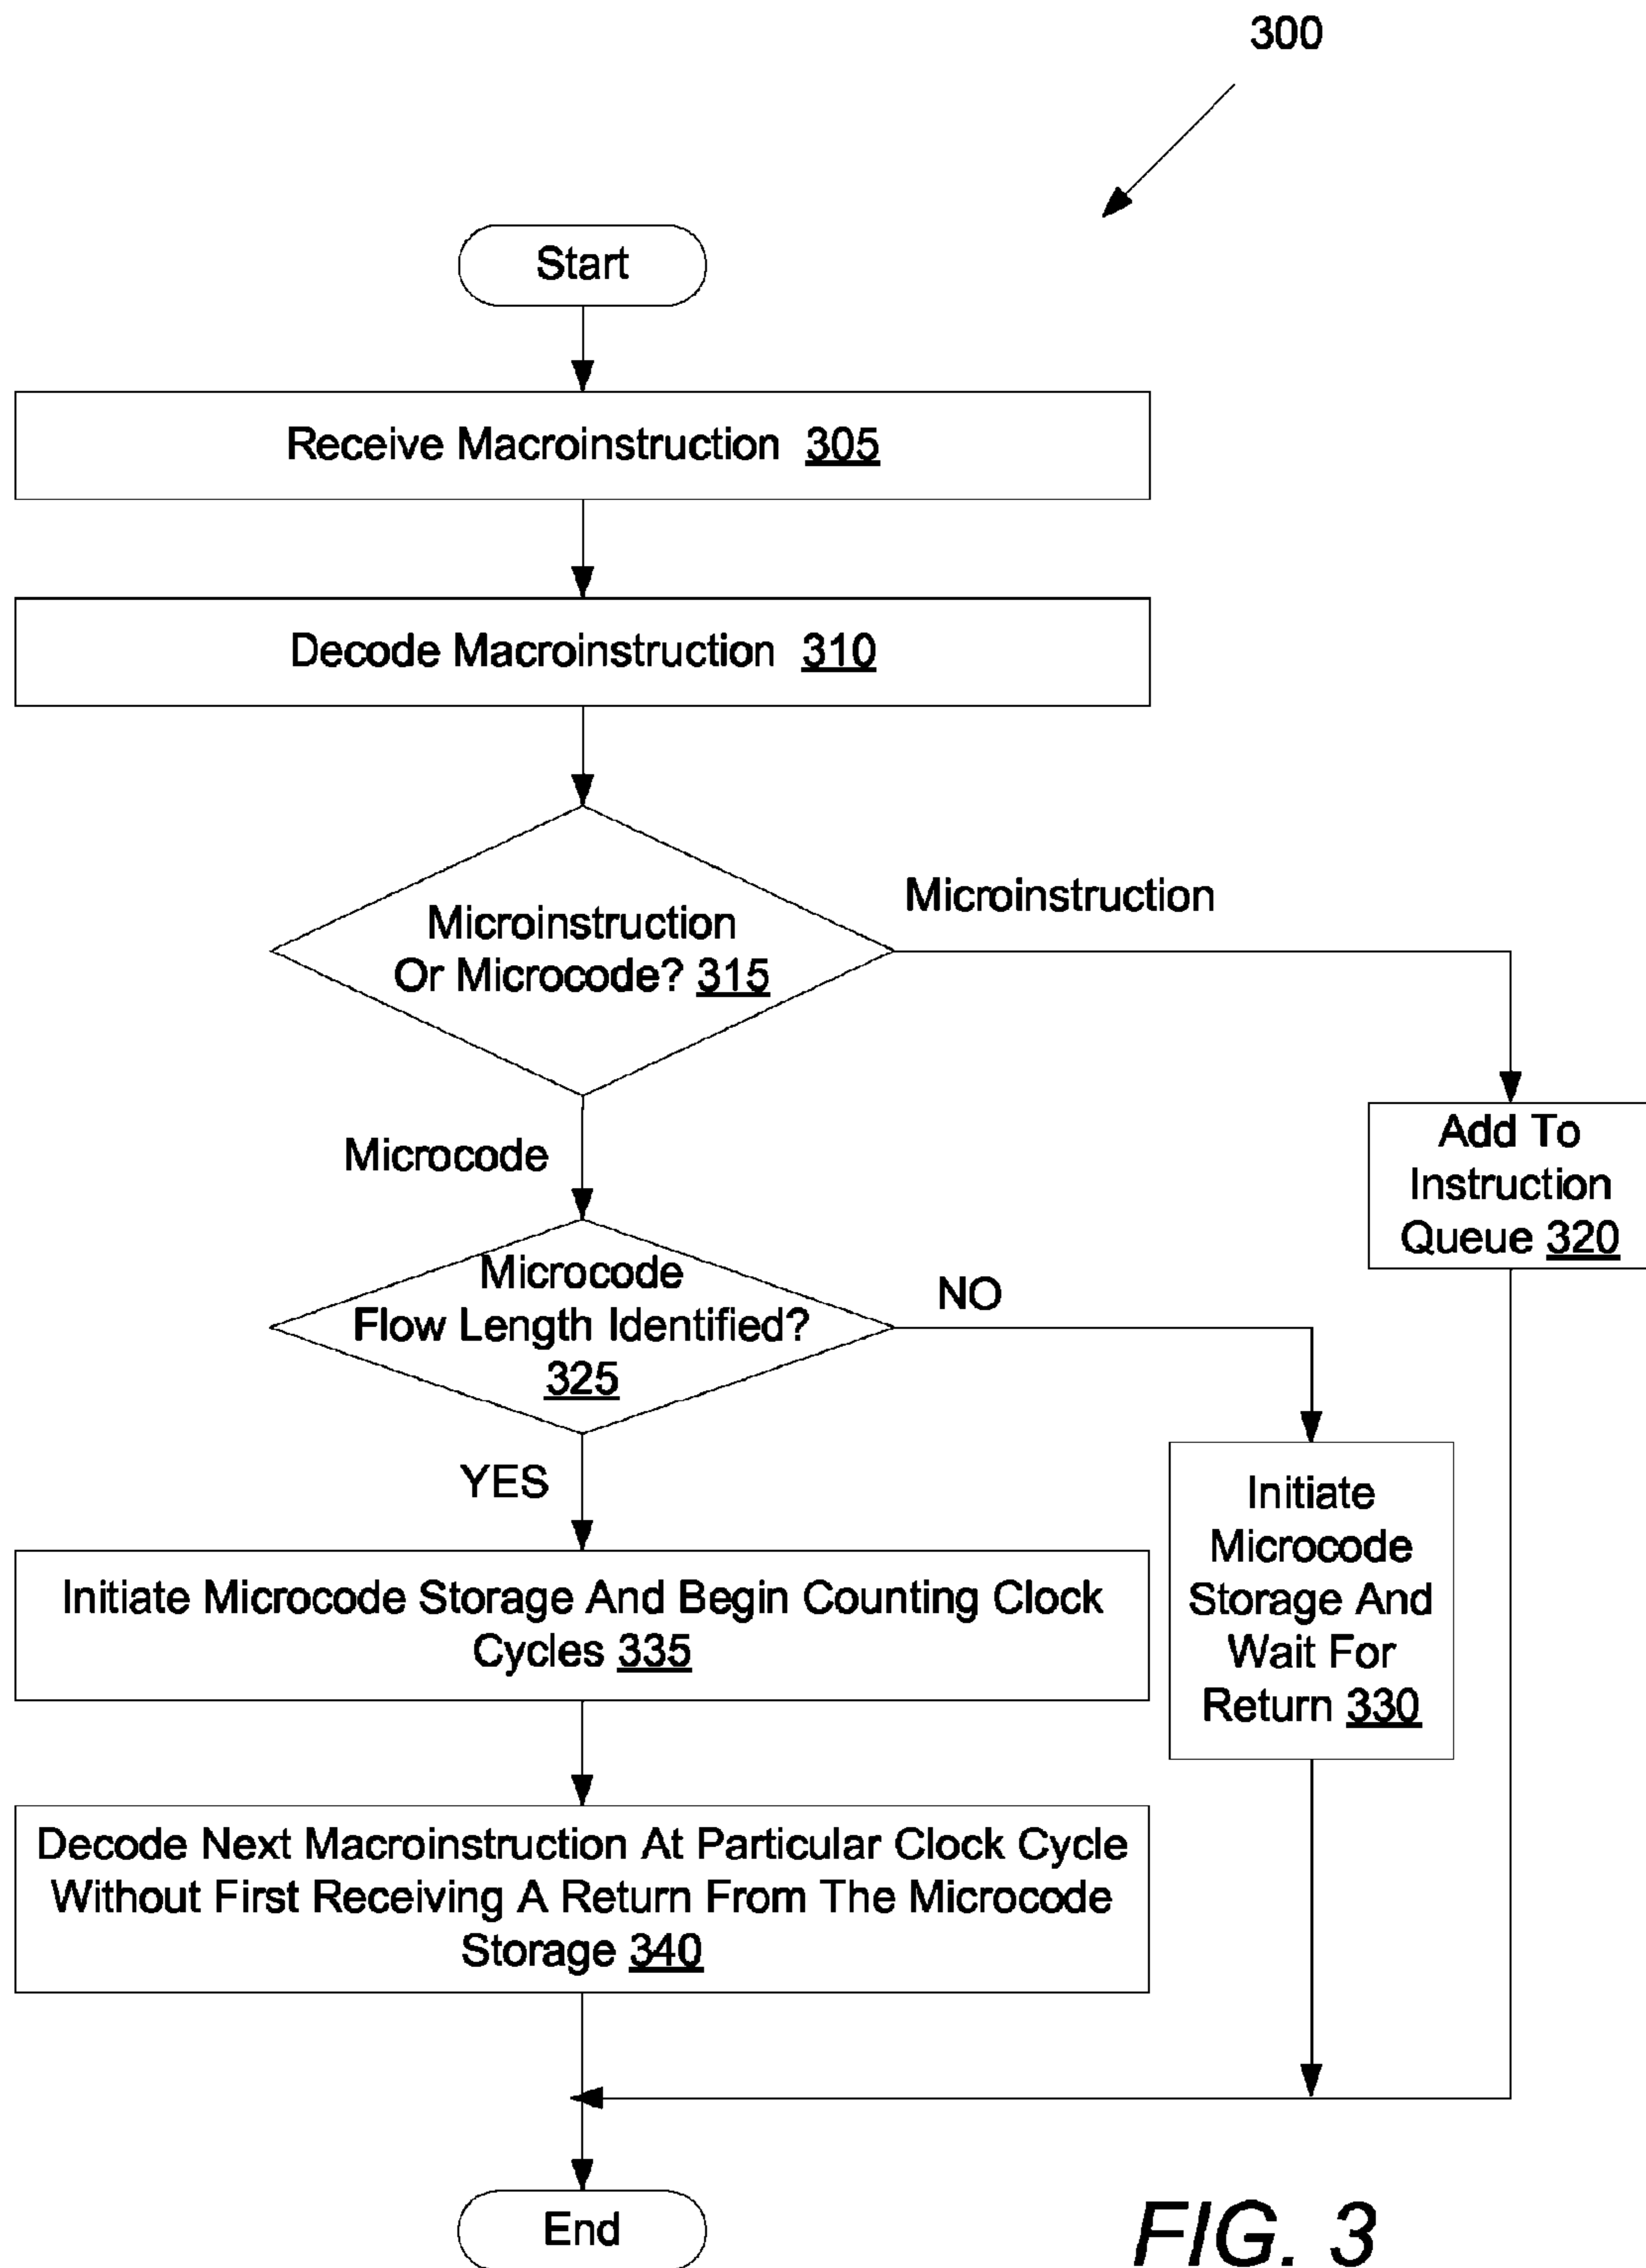 300
Start
Receive Macroinstruction 305
Decode Macroinstruction 310
Microinstruction
Or Microcode? 315
Microinstruction
Microcode
Add To
Instruction
Queue 320
Microcode
Flow Length Identified?
325
NO
YES
Initiate
Microcode
Storage And
Wait For
Return 330
Initiate Microcode Storage And Begin Counting Clock
Cycles 335
Decode Next Macroinstruction At Particular Clock Cycle
Without First Receiving A Return From The Microcode
Storage 340
End
FIG. 3